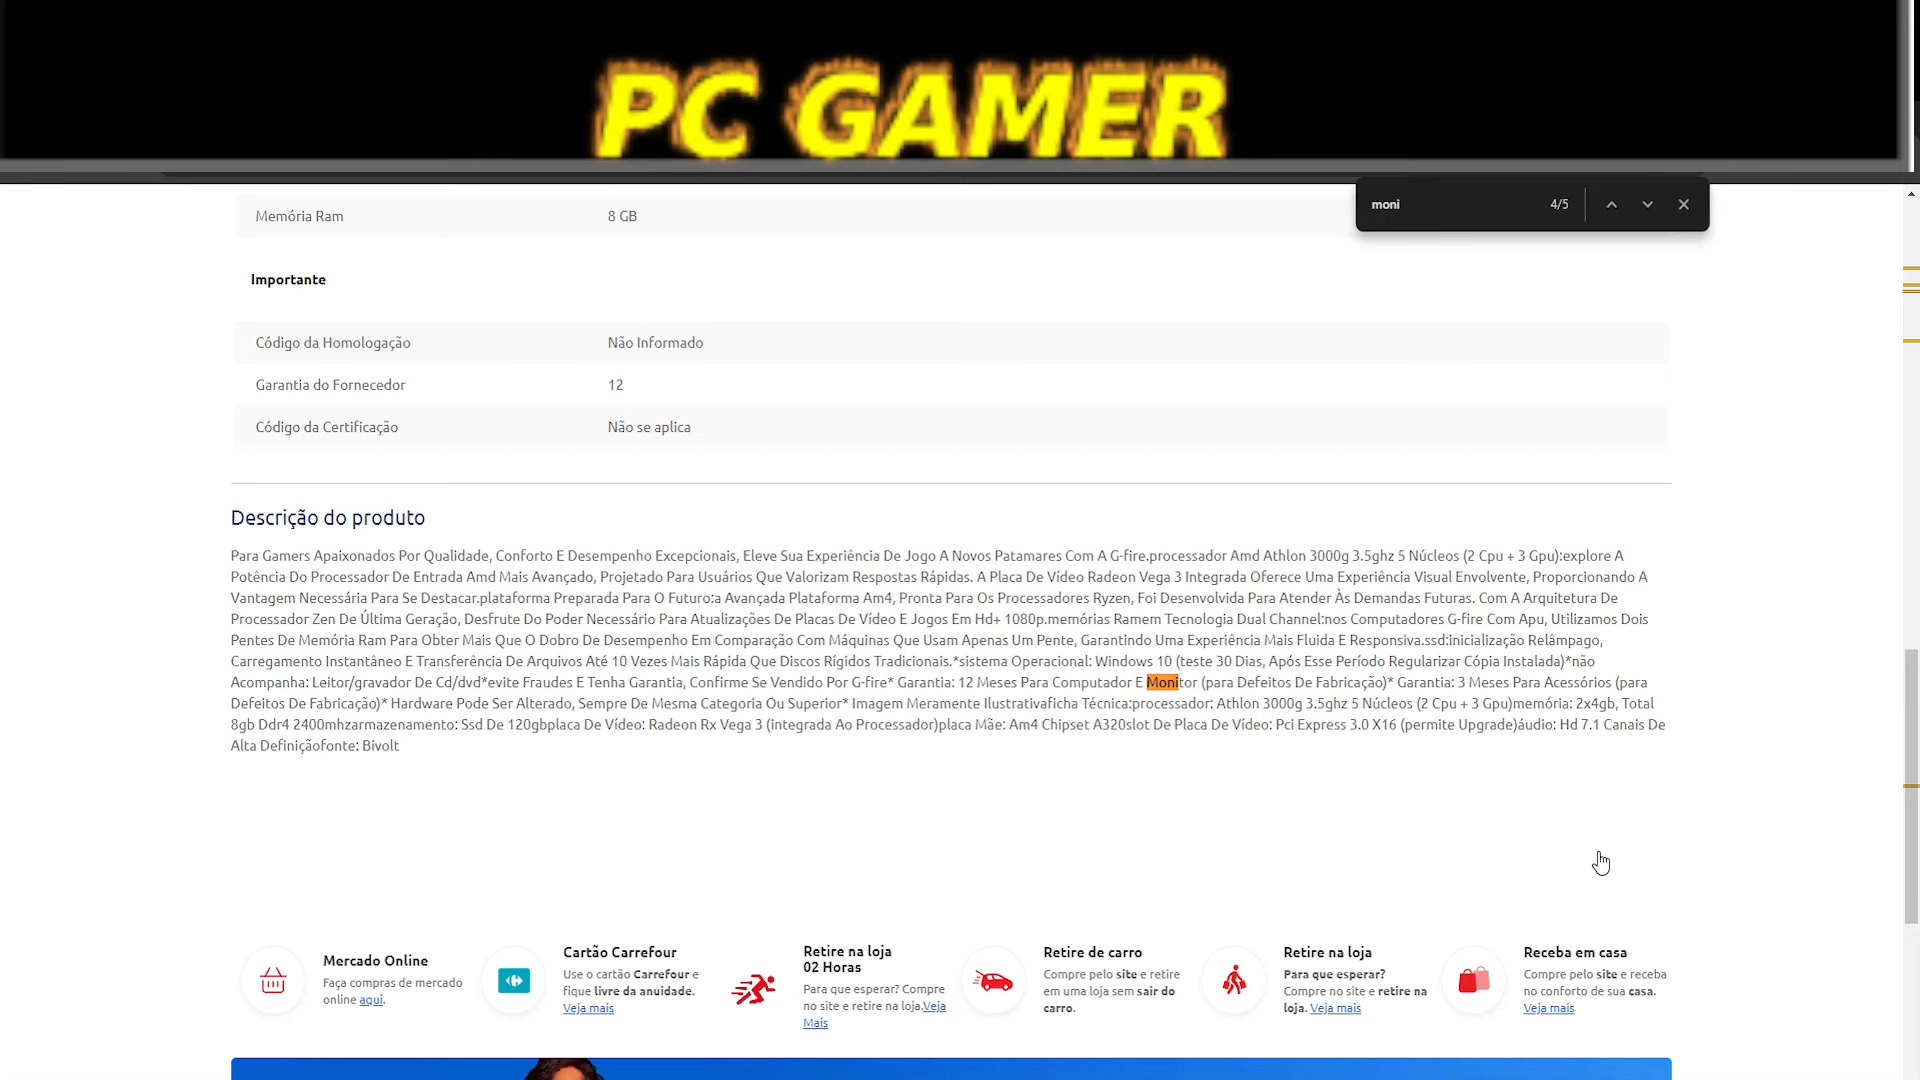 PC GAMER
moni 4/5
Memória Ram 8 GB
Importante
Código da Homologação Não Informado
Garantia do Fornecedor 12
Código da Certificação Não se aplica
Descrição do produto
Para Gamers Apaixonados Por Qualidade, Conforto E Desempenho Excepcionais, Eleve Sua Experiência De Jogo A Novos Patamares Com A G-fire.processador Amd Athlon 3000g 3.5ghz 5 Núcleos (2 Cpu + 3 Gpu):explore A
Potência Do Processador De Entrada Amd Mais Avançado, Projetado Para Usuários Que Valorizam Respostas Rápidas. A Placa De Vídeo Radeon Vega 3 Integrada Oferece Uma Experiência Visual Envolvente, Proporcionando A
Vantagem Necessária Para Se Destacar.plataforma Preparada Para O Futuro:a Avançada Plataforma Am4, Pronta Para Os Processadores Ryzen, Foi Desenvolvida Para Atender Às Demandas Futuras. Com A Arquitetura De
Processador Zen De Última Geração, Desfrute Do Poder Necessário Para Atualizações De Placas De Vídeo E Jogos Em Hd+ 1080p.memórias Ramem Tecnologia Dual Channel:nos Computadores G-fire Com Apu, Utilizamos Dois
Pentes De Memória Ram Para Obter Mais Que O Dobro De Desempenho Em Comparação Com Máquinas Que Usam Apenas Um Pente, Garantindo Uma Experiência Mais Fluida E Responsiva.ssd:inicialização Relâmpago,
Carregamento Instantâneo E Transferência De Arquivos Até 10 Vezes Mais Rápida Que Discos Rígidos Tradicionais.*sistema Operacional: Windows 10 (teste 30 Dias, Após Esse Período Regularizar Cópia Instalada)*não
Acompanha: Leitor/gravador De Cd/dvd*evite Fraudes E Tenha Garantia, Confirme Se Vendido Por G-fire* Garantia: 12 Meses Para Computador E Monitor (para Defeitos De Fabricação)* Garantia: 3 Meses Para Acessórios (para
Defeitos De Fabricação)* Hardware Pode Ser Alterado, Sempre De Mesma Categoria Ou Superior* Imagem Meramente Ilustrativaficha Técnica:processador: Athlon 3000g 3.5ghz 5 Núcleos (2 Cpu + 3 Gpu)memória: 2x4gb, Total
8gb Ddr4 2400mhzarmazenamento: Ssd De 120gbplaca De Vídeo: Radeon Rx Vega 3 (integrada Ao Processador)placa Mãe: Am4 Chipset A320slot De Placa De Vídeo: Pci Express 3.0 X16 (permite Upgrade)áudio: Hd 7.1 Canais De
Alta Definiçãofonte: Bivolt
Mercado Online
Faça compras de mercado
online aqui.
Cartão Carrefour
Use o cartão Carrefour e
fique livre da anuidade.
Veja mais
Retire na loja
02 Horas
Para que esperar? Compre
no site e retire na loja.Veja
Mais
Retire de carro
Compre pelo site e retire
em uma loja sem sair do
carro.
Retire na loja
Para que esperar?
Compre no site e retire na
loja. Veja mais
Receba em casa
Compre pelo site e receba
no conforto de sua casa.
Veja mais